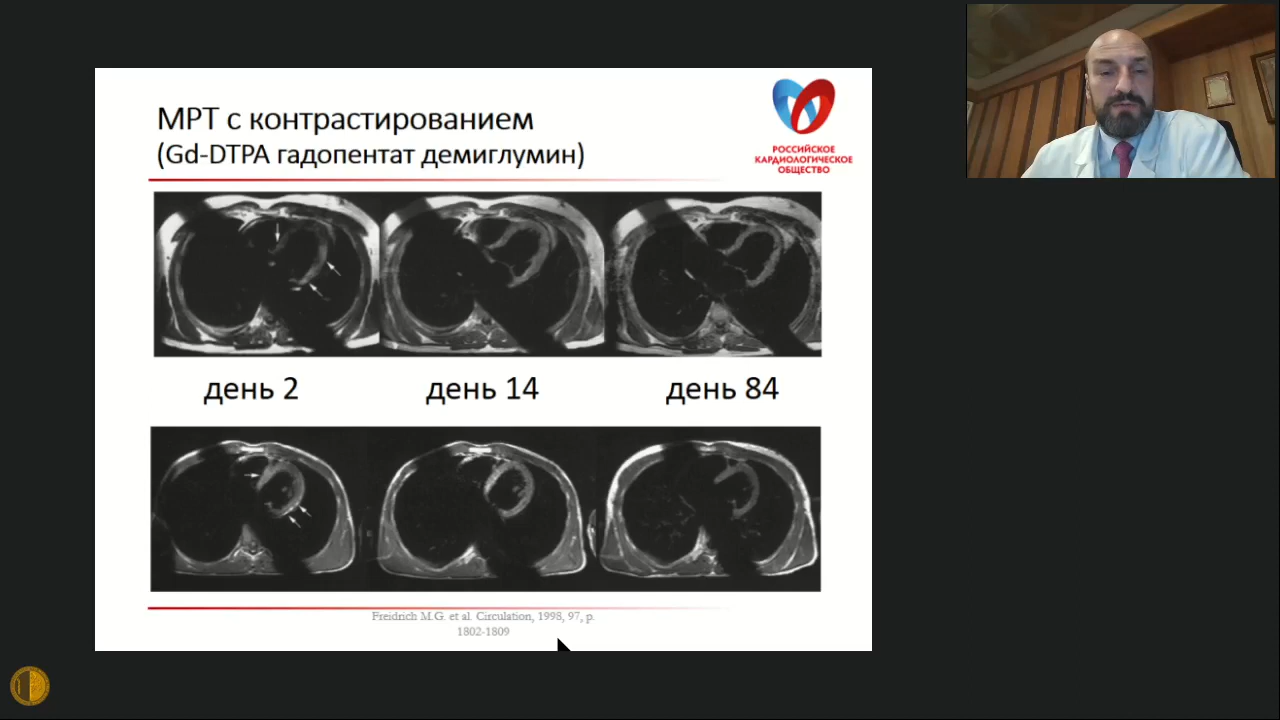 МРТ с контрастированием
(Gd-DTPA гадопентат демиглумин)
РОССИЙСКОЕ
КАРДИОЛОГИЧЕСКОЕ
ОБЩЕСТВО
день 2
день 14
день 84
Freidrich M.G. et al. Circulation, 1998, 97, p.
1802-1809